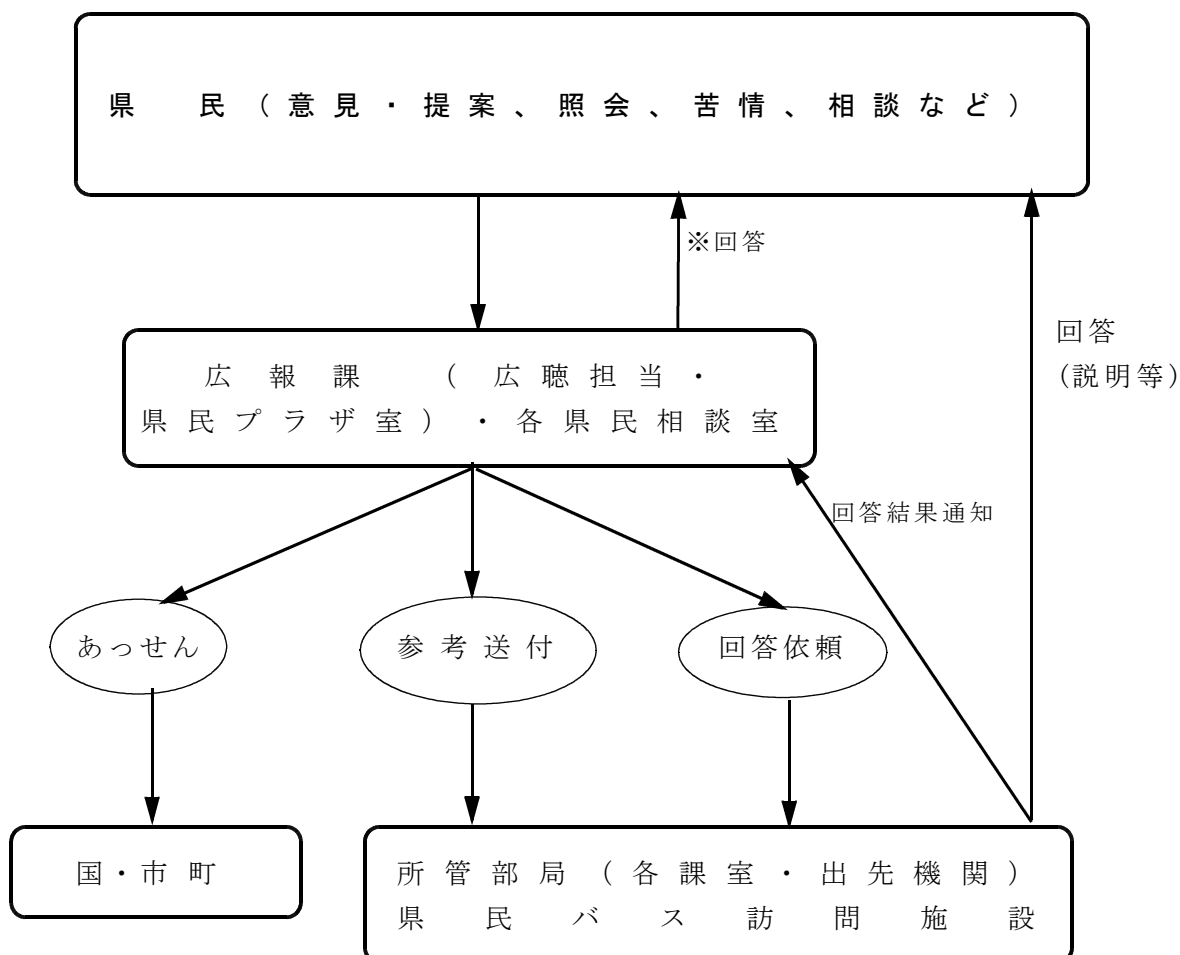 県民（意見・提案、照会、苦情、相談など）
※回答
回答
(説明等)
広報課（広聴担当・
県民プラザ室）・各県民相談室
回答結果通知
あっせん
参考送付
回答依頼
国・市町
所管部局（各課室・出先機関）
県民バス訪問施設